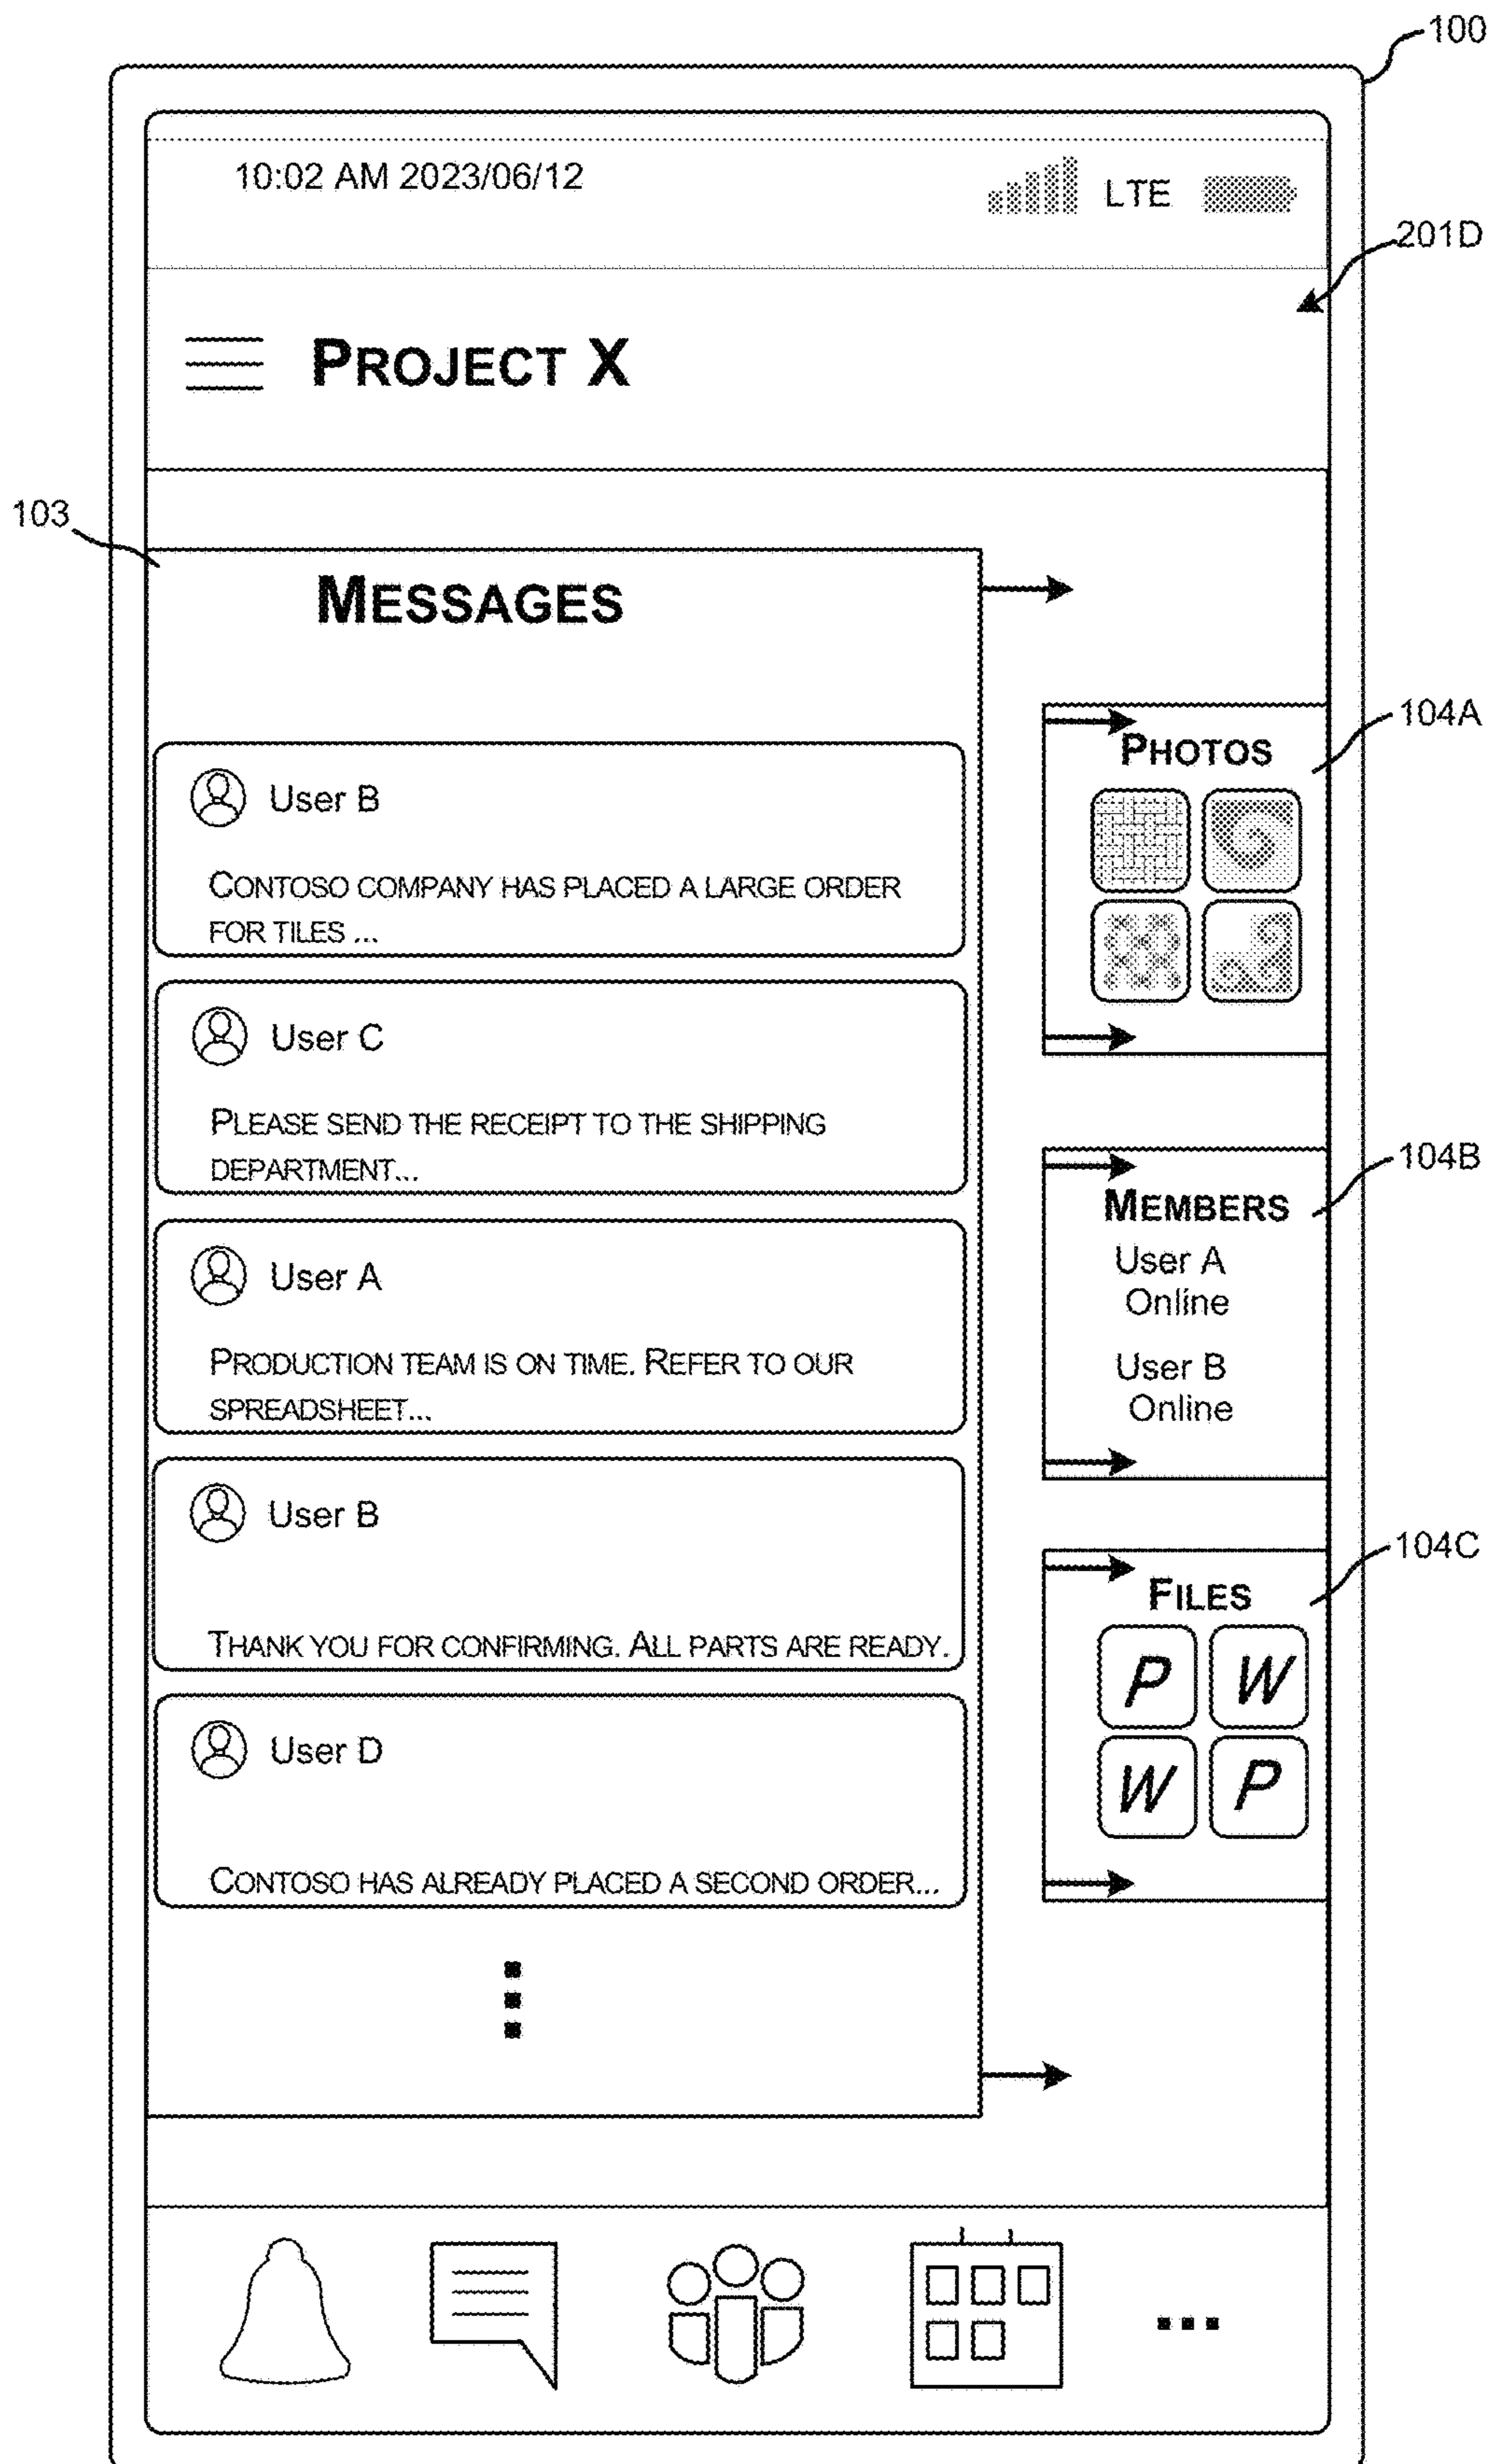 100
10:02 AM 2023/06/12
LTE
201D
PROJECT X
103
MESSAGES
User B
CONTOSO COMPANY HAS PLACED A LARGE ORDER
FOR TILES ...
User C
PLEASE SEND THE RECEIPT TO THE SHIPPING
DEPARTMENT...
User A
PRODUCTION TEAM IS ON TIME. REFER TO OUR
SPREADSHEET...
User B
THANK YOU FOR CONFIRMING. ALL PARTS ARE READY.
User D
CONTOSO HAS ALREADY PLACED A SECOND ORDER...
104A
PHOTOS
104B
MEMBERS
User A
Online
User B
Online
104C
FILES
P W
W P